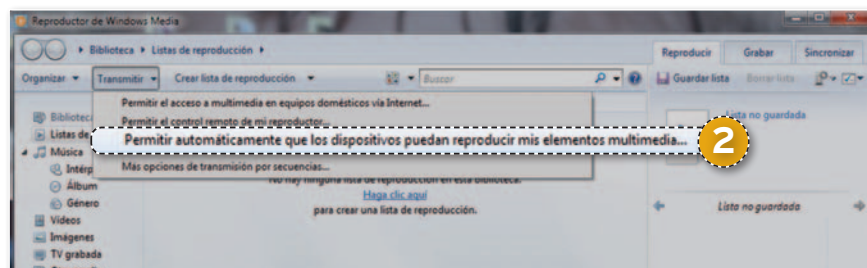 Reproductor de Windows Media
Biblioteca Listas de reproducción
Reproducir Grabar Sincronizar
Organizar Transmitir Crear lista de reproducción Buscar Guardar lista Borrar lista
Permitir el acceso a multimedia en equipos domésticos vía Internet...
Permitir el control remoto de mi reproductor...
Permitir automáticamente que los dispositivos puedan reproducir mis elementos multimedia...
2
Más opciones de transmisión por secuencias...
Listas de
Música
Álbum
Género
Vídeos
Imágenes
TV grabada
No hay ninguna lista de reproducción en esta biblioteca.
Haga clic aquí
para crear una lista de reproducción.
Lista no guardada
Lista no guardada